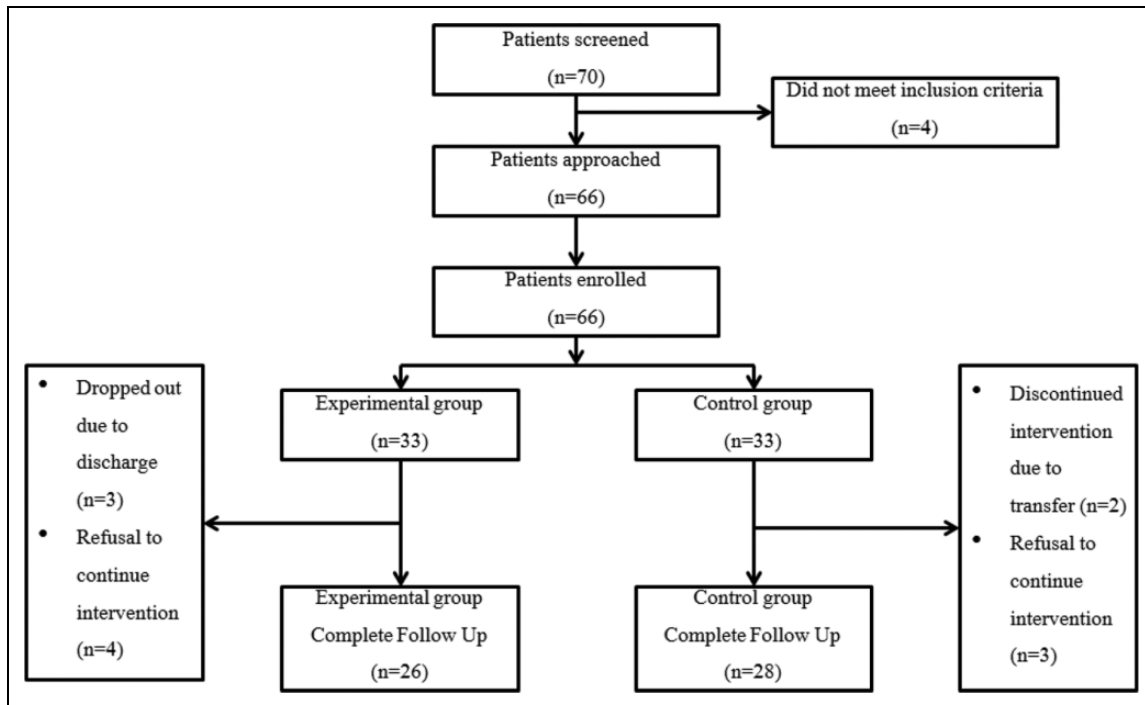 Patients screened
(n=70)
Did not meet inclusion criteria
(n=4)
Patients approached
(n=66)
Patients enrolled
(n=66)
• Dropped out
due to
discharge
(n=3)
• Refusal to
continue
intervention
(n=4)
Experimental group
(n=33)
Control group
(n=33)
• Discontinued
intervention
due to
transfer (n=2)
• Refusal to
continue
intervention
(n=3)
Experimental group
Complete Follow Up
(n=26)
Control group
Complete Follow Up
(n=28)